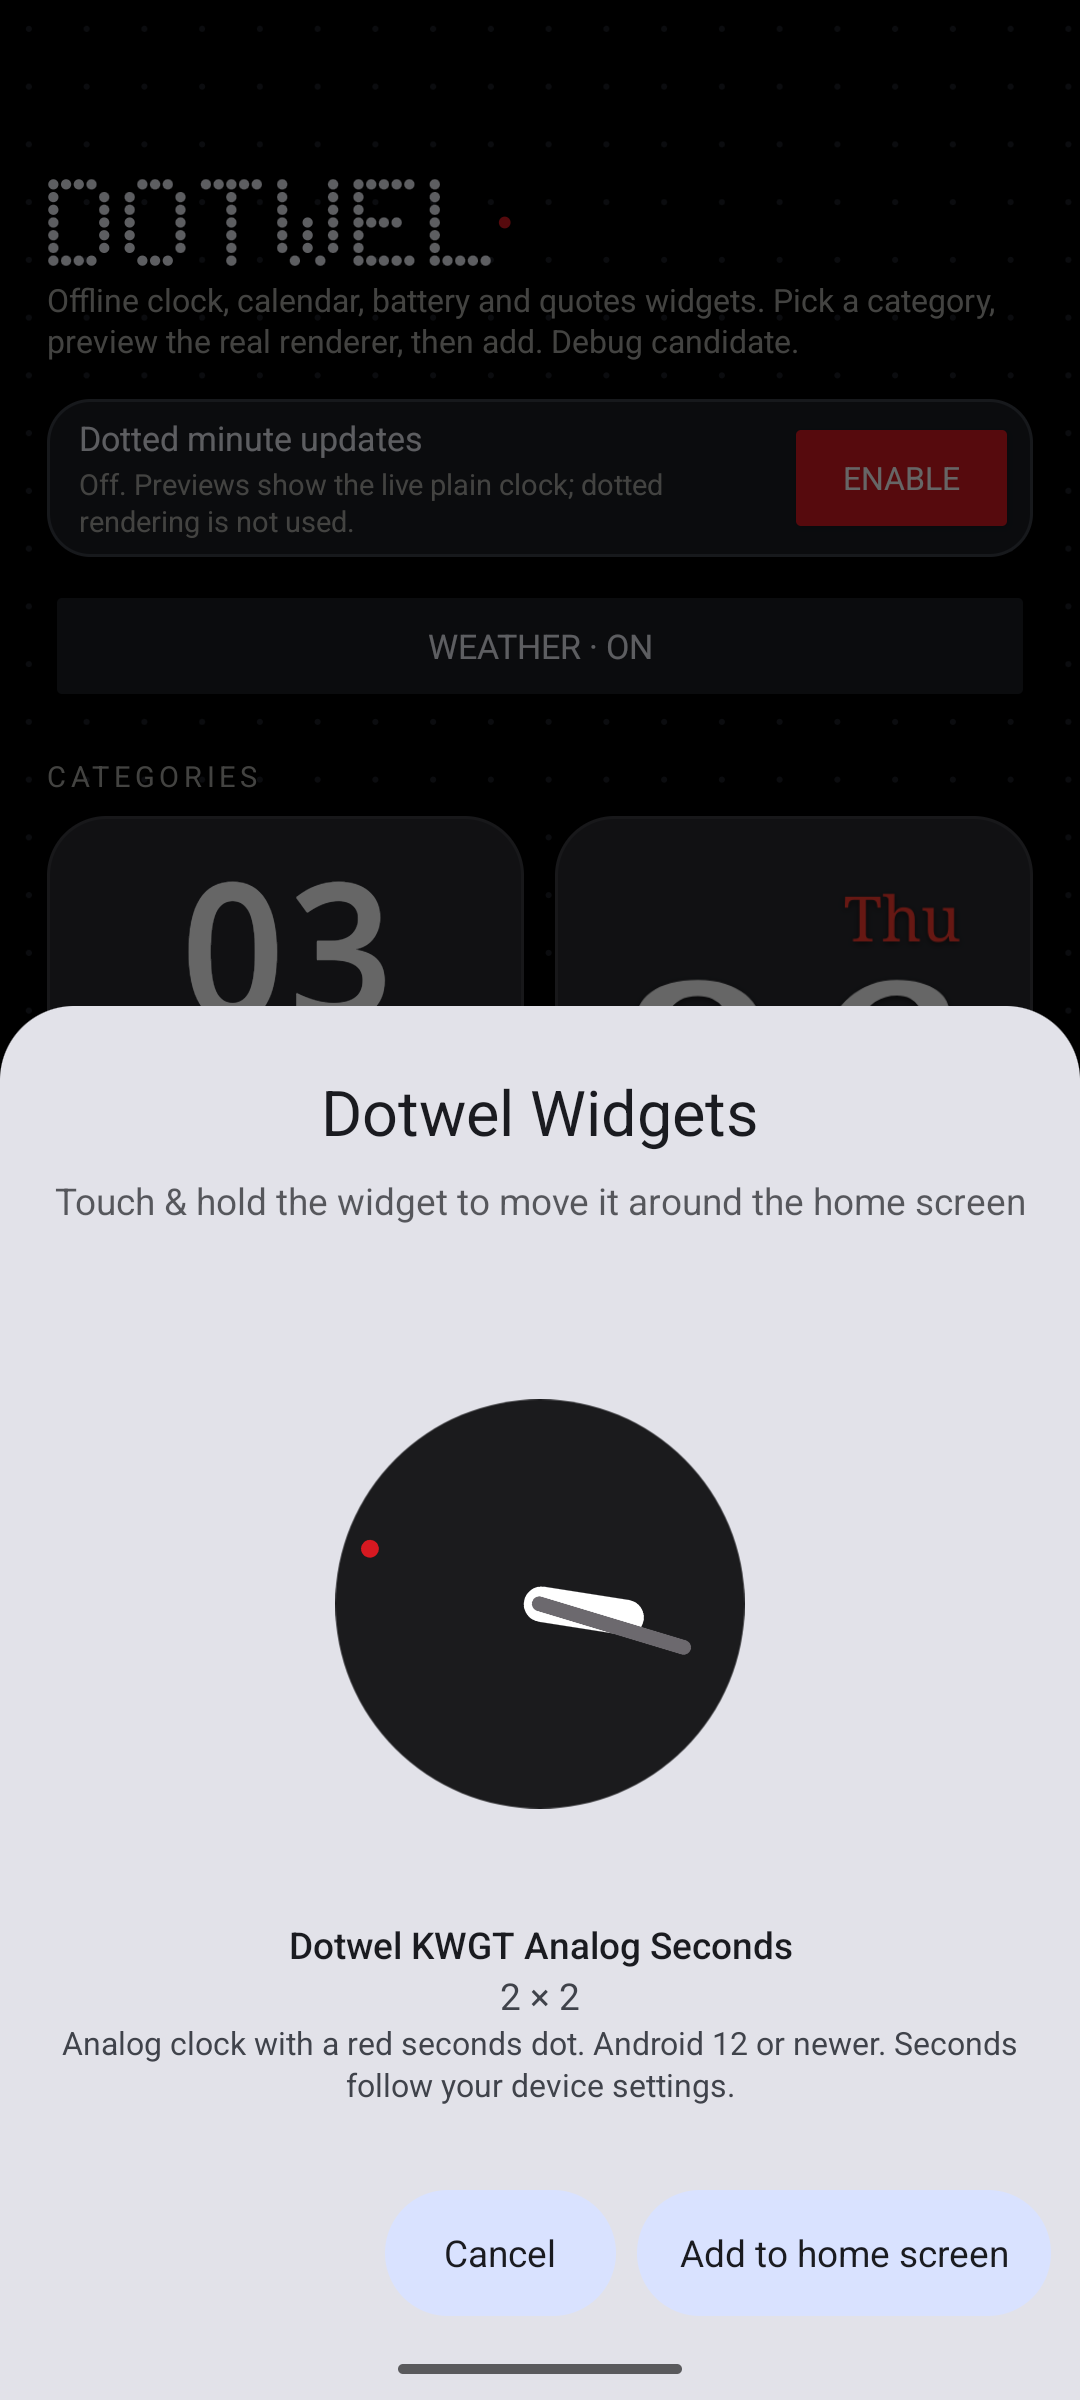 DOTWEL
Offline clock, calendar, battery and quotes widgets. Pick a category,
preview the real renderer, then add. Debug candidate.
Dotted minute updates
Off. Previews show the live plain clock; dotted
rendering is not used.
ENABLE
WEATHER · ON
CATEGORIES
03
Thu
Dotwel Widgets
Touch & hold the widget to move it around the home screen
Dotwel KWGT Analog Seconds
2 × 2
Analog clock with a red seconds dot. Android 12 or newer. Seconds
follow your device settings.
Cancel
Add to home screen